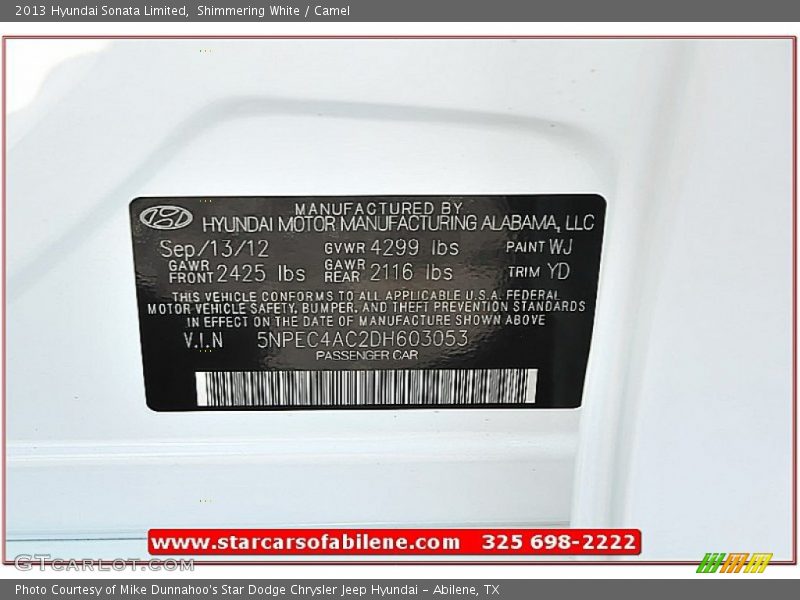 2013 Hyundai Sonata Limited,  Shimmering White / Camel
MANUFACTURED BY
HYUNDAI MOTOR MANUFACTURING ALABAMA, LLC
Sep/13/12 GVWR 4299 lbs PAINT WJ
GAWR FRONT 2425 lbs GAWR REAR 2116 lbs TRIM YD
THIS VEHICLE CONFORMS TO ALL APPLICABLE U.S.A. FEDERAL
MOTOR VEHICLE SAFETY, BUMPER, AND THEFT PREVENTION STANDARDS
IN EFFECT ON THE DATE OF MANUFACTURE SHOWN ABOVE
V.I.N 5NPEC4AC2DH603053
PASSENGER CAR
www.starcarsofabilene.com 325 698-2222
GTCARLOT.COM
Photo Courtesy of Mike Dunnahoo's Star Dodge Chrysler Jeep Hyundai - Abilene, TX